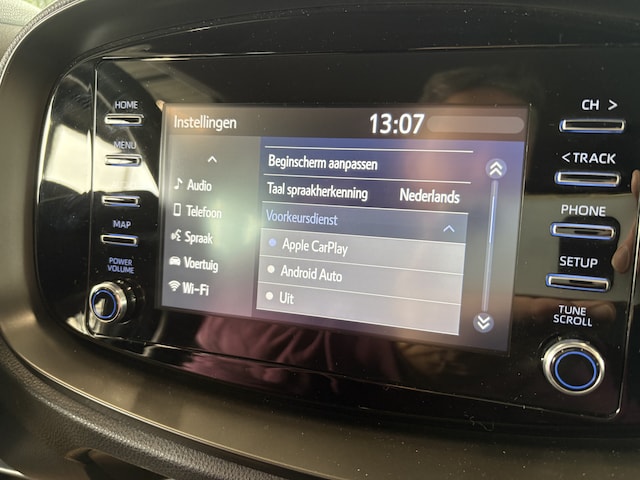 HOME
MENU
MAP
POWER
VOLUME
Instellingen 13:07
Audio
Telefoon
Spraak
Voertuig
Wi-Fi
Beginscherm aanpassen
Taal spraakherkenning Nederlands
Voorkeursdienst
Apple CarPlay
Android Auto
Uit
CH >
< TRACK
PHONE
SETUP
TUNE
SCROLL